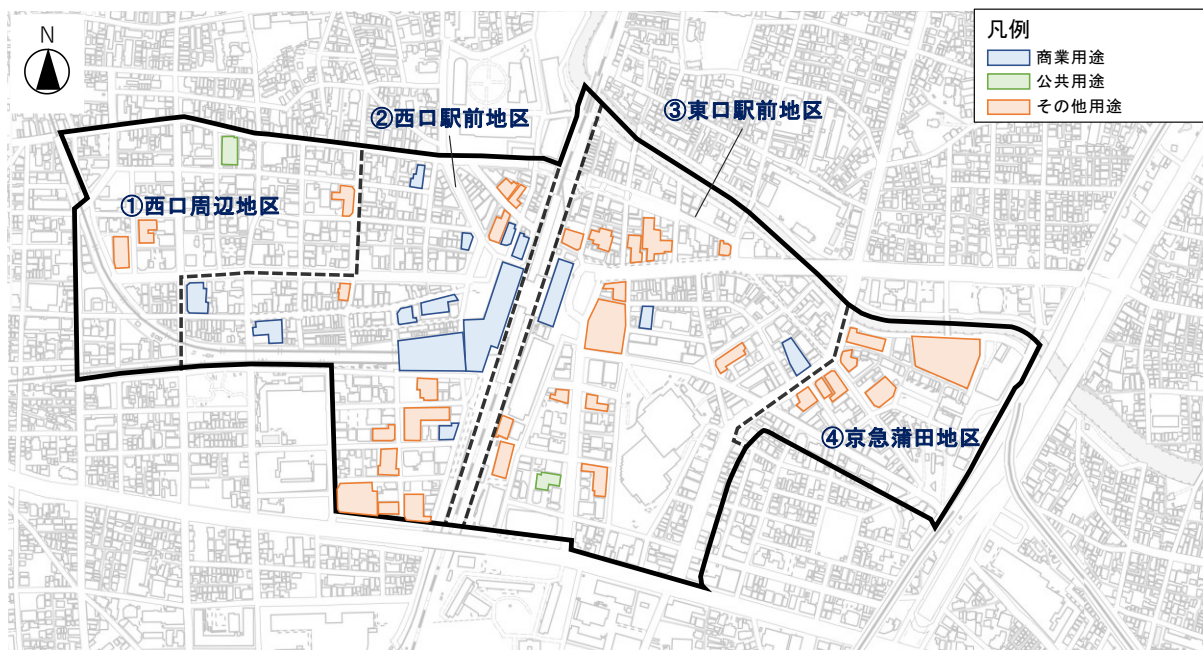 N
凡例
商業用途
公共用途
その他用途
②西口駅前地区
③東口駅前地区
①西口周辺地区
④京急蒲田地区